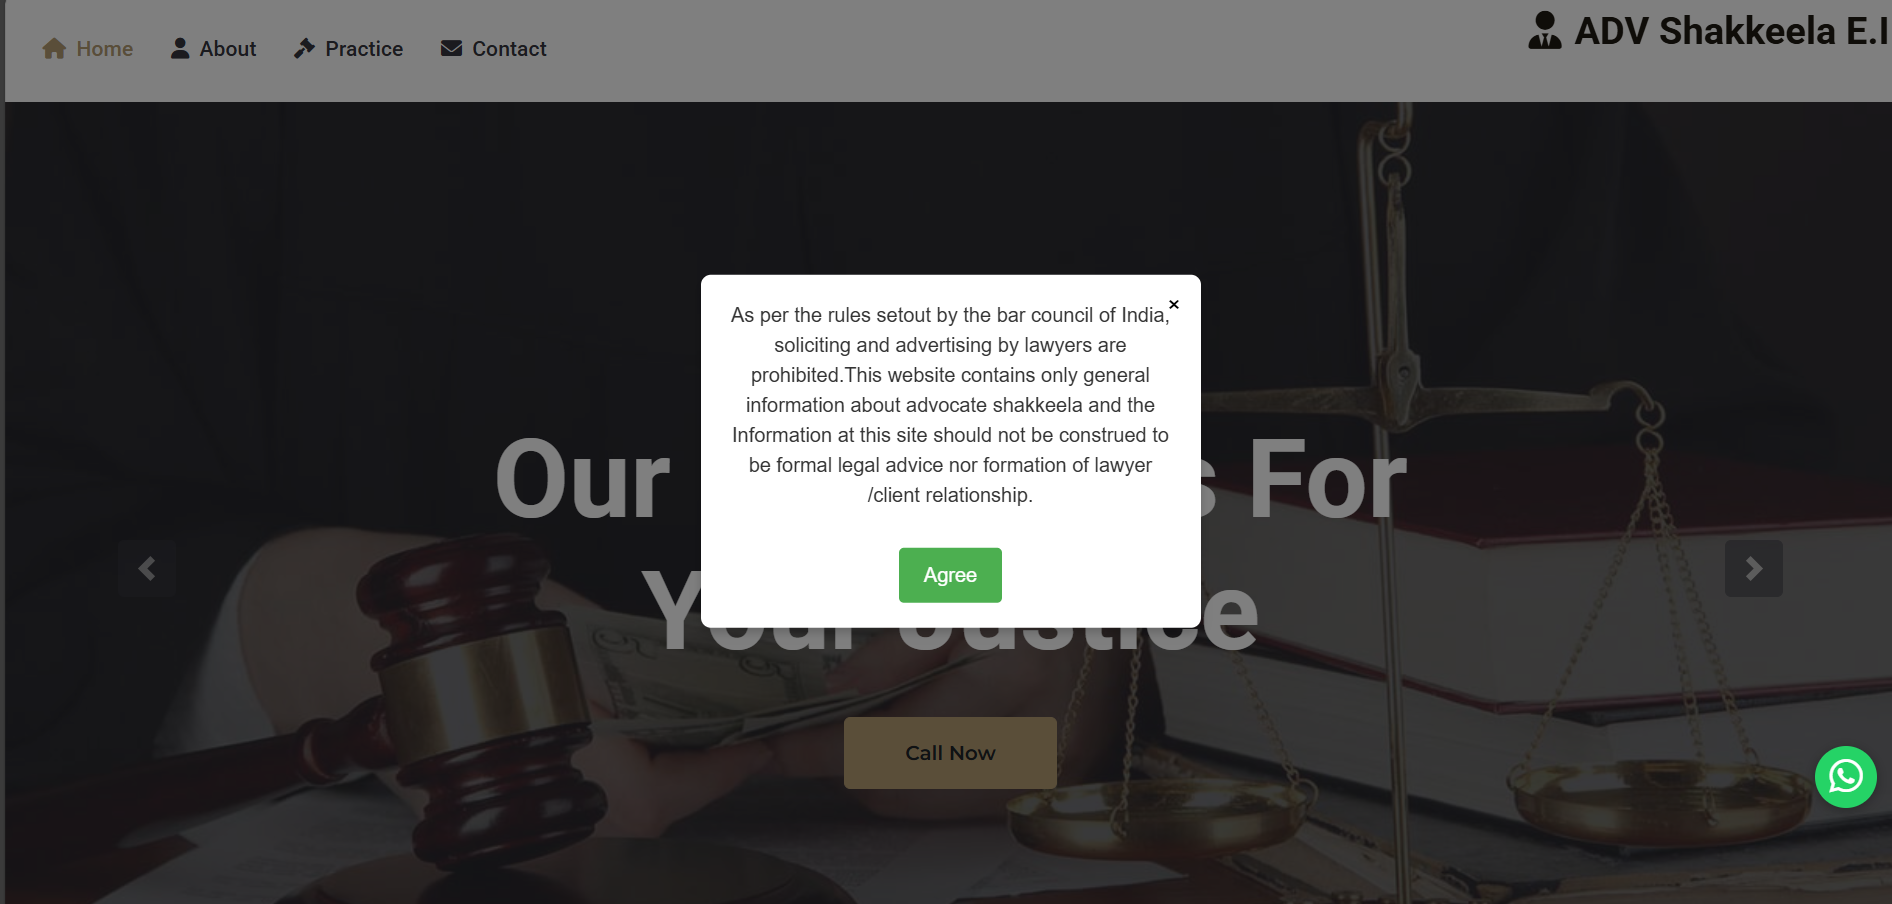 Home About Practice Contact
ADV Shakkeela E.I
As per the rules setout by the bar council of India,
soliciting and advertising by lawyers are
prohibited.This website contains only general
information about advocate shakkeela and the
Information at this site should not be construed to
be formal legal advice nor formation of lawyer
/client relationship.
Agree
Our For
Your Justice
Call Now